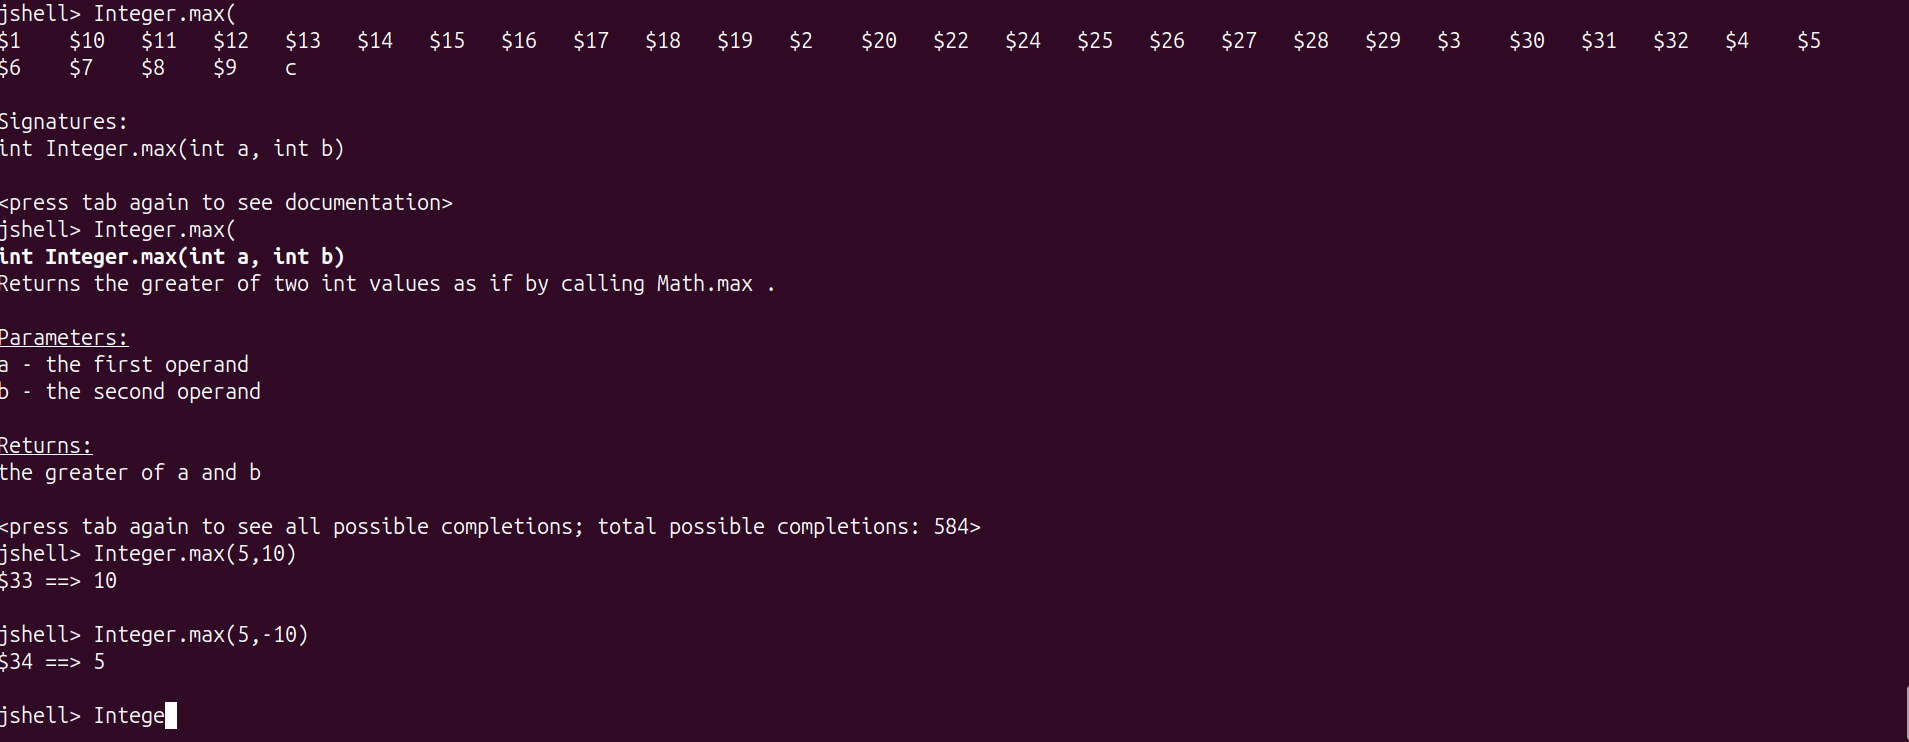 jshell> Integer.max(
$1 $10 $11 $12 $13 $14 $15 $16 $17 $18 $19 $2 $20 $22 $24 $25 $26 $27 $28 $29 $3 $30 $31 $32 $4 $5
$6 $7 $8 $9 c
Signatures:
int Integer.max(int a, int b)
<press tab again to see documentation>
jshell> Integer.max(
int Integer.max(int a, int b)
Returns the greater of two int values as if by calling Math.max .
Parameters:
a - the first operand
b - the second operand
Returns:
the greater of a and b
<press tab again to see all possible completions; total possible completions: 584>
jshell> Integer.max(5,10)
$33 ==> 10
jshell> Integer.max(5,-10)
$34 ==> 5
jshell> Intege